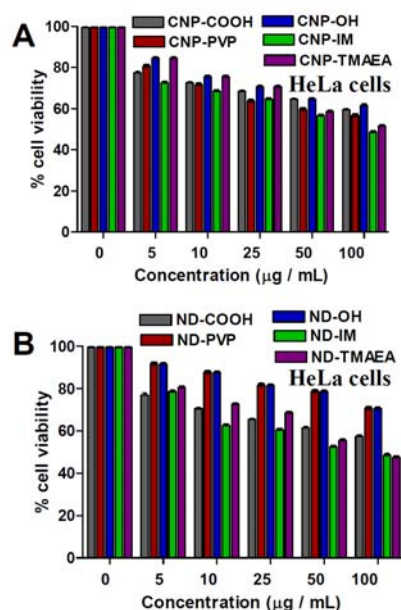 A
CNP-COOH CNP-OH
CNP-PVP CNP-IM
CNP-TMAEA
HeLa cells
100
80
60
40
20
0
% cell viability
0 5 10 25 50 100
Concentration (µg / mL)
B
ND-COOH ND-OH
ND-PVP ND-IM
ND-TMAEA
HeLa cells
100
80
60
40
20
0
% cell viability
0 5 10 25 50 100
Concentration (µg / mL)